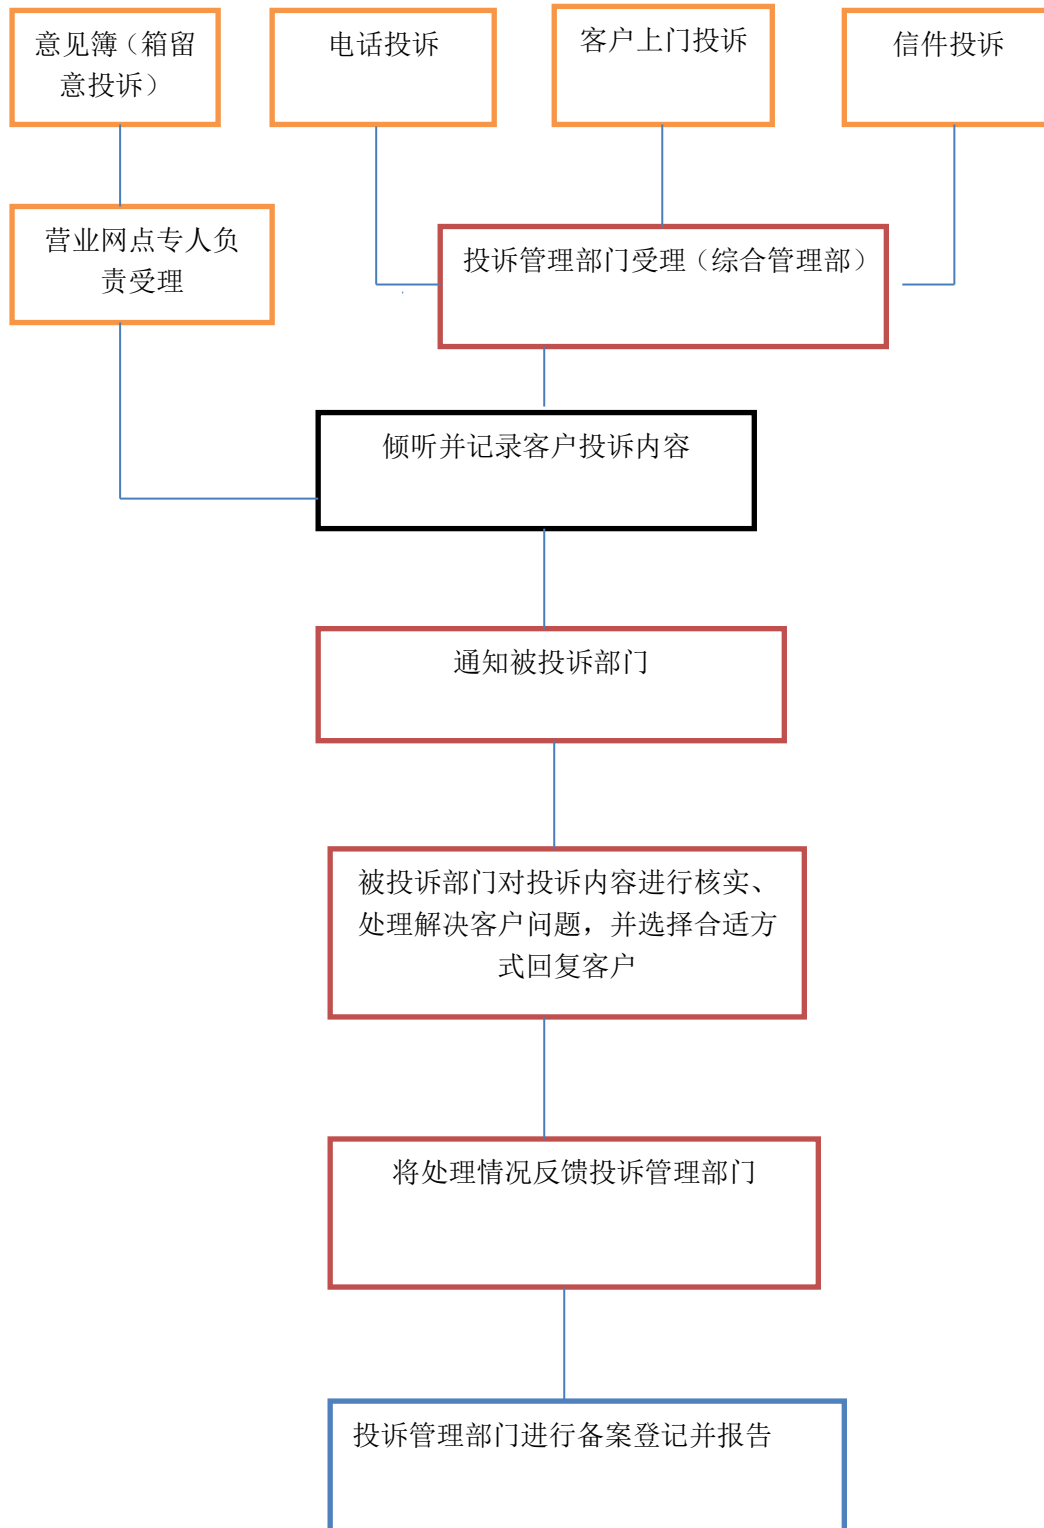 意见簿（箱留
意投诉）
电话投诉
客户上门投诉
信件投诉
营业网点专人负
责受理
投诉管理部门受理（综合管理部）
倾听并记录客户投诉内容
通知被投诉部门
被投诉部门对投诉内容进行核实、
处理解决客户问题，并选择合适方
式回复客户
将处理情况反馈投诉管理部门
投诉管理部门进行备案登记并报告